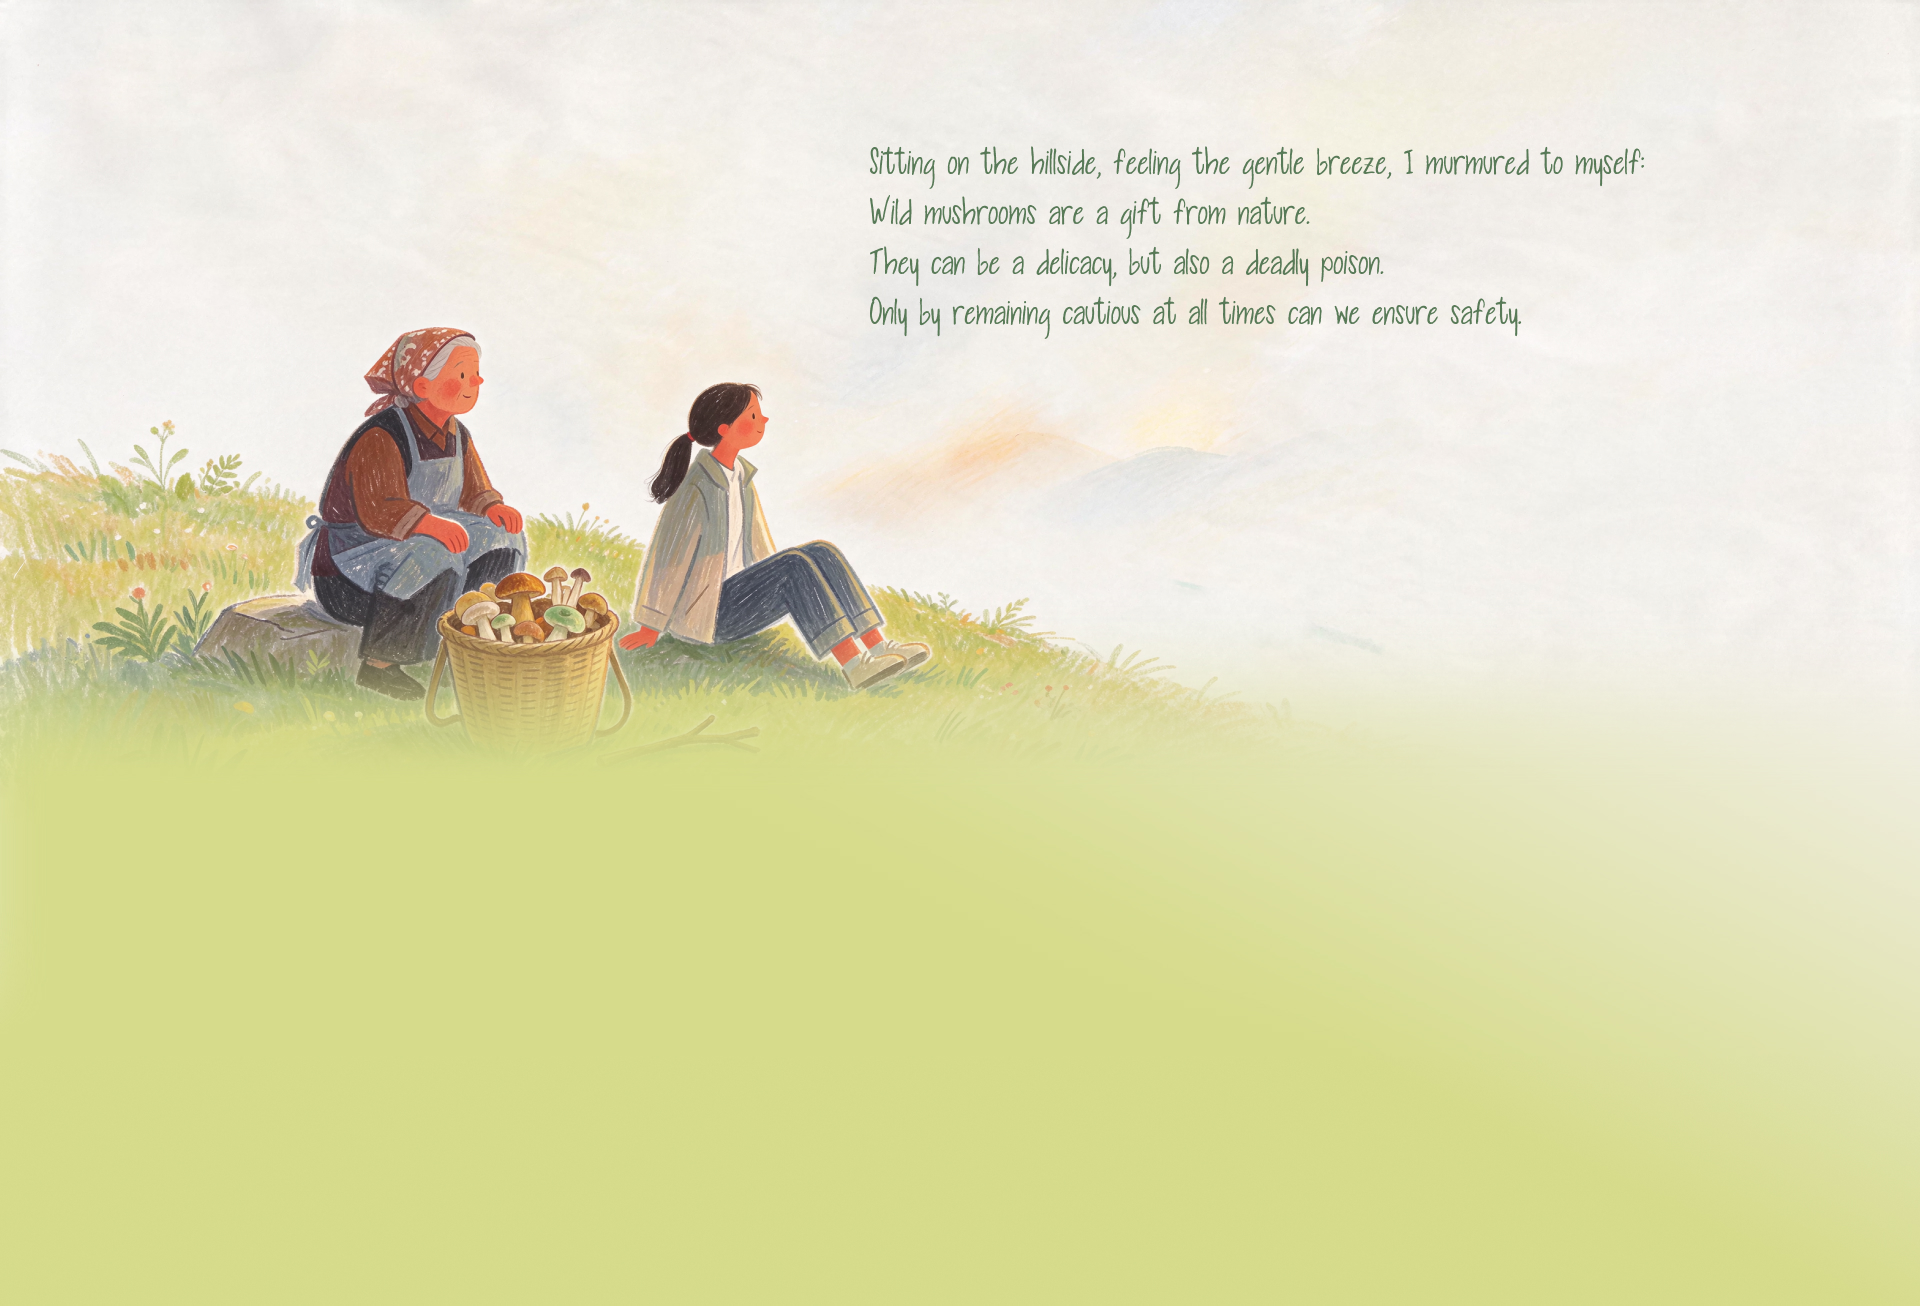 Sitting on the hillside, feeling the gentle breeze, I murmured to myself:
Wild mushrooms are a gift from nature.
They can be a delicacy, but also a deadly poison.
Only by remaining cautious at all times can we ensure safety.